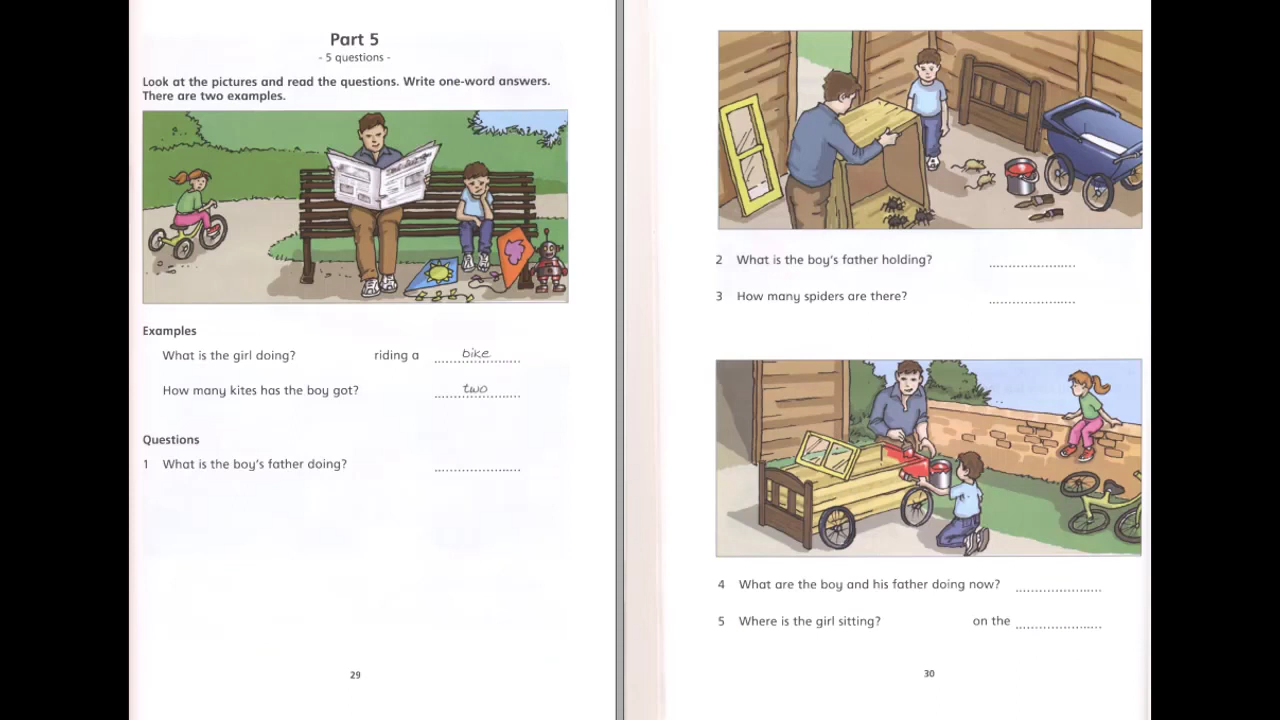 Part 5
- 5 questions -
Look at the pictures and read the questions. Write one-word answers.
There are two examples.
Examples
What is the girl doing? riding a bike
How many kites has the boy got? two
Questions
1 What is the boy's father doing? ......................
29
2 What is the boy's father holding? ......................
3 How many spiders are there? ......................
4 What are the boy and his father doing now? ......................
5 Where is the girl sitting? on the ......................
30